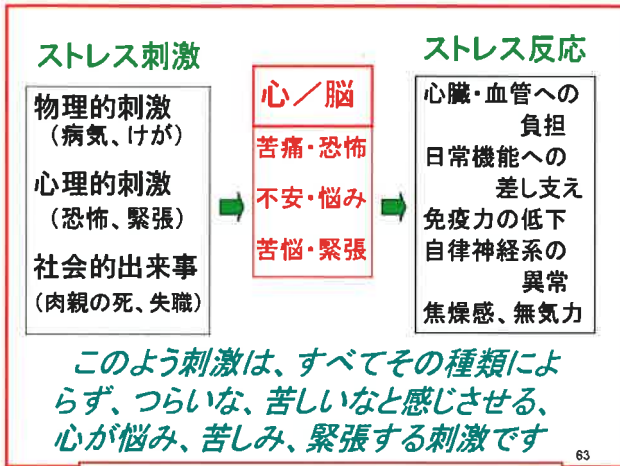 ストレス刺激
物理的刺激
(病気、けが)
心理的刺激
(恐怖、緊張)
社会的出来事
(肉親の死、失職)
心/脳
苦痛・恐怖
不安・悩み
苦悩・緊張
ストレス反応
心臓・血管への
負担
日常機能への
差し支え
免疫力の低下
自律神経系の
異常
焦燥感、無気力
このよう刺激は、すべてその種類によ
らず、つらいな、苦しいなと感じさせる、
心が悩み、苦しみ、緊張する刺激です
63